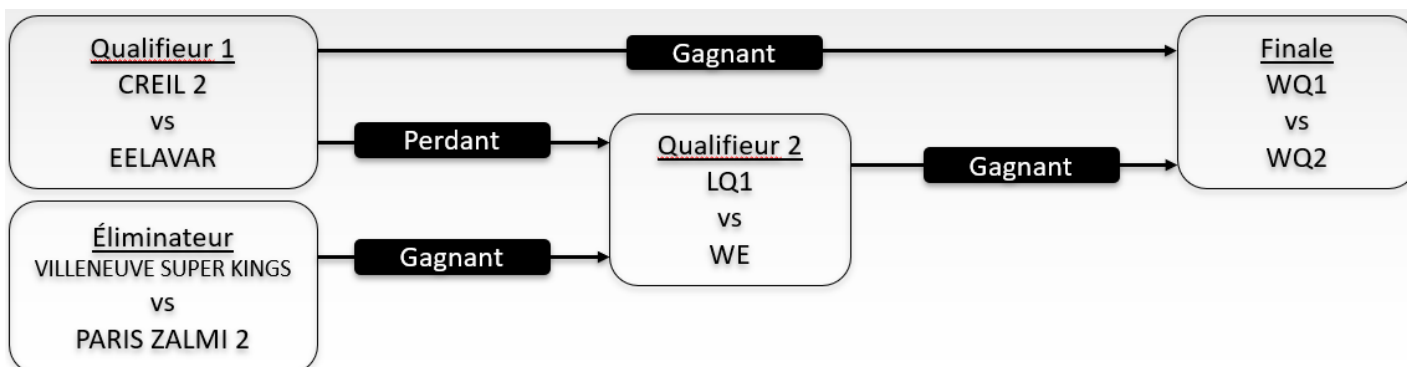 Qualifieur 1
CREIL 2
vs
EELAVAR
Gagnant
Perdant
Éliminateur
VILLENEUVE SUPER KINGS
vs
PARIS ZALMI 2
Gagnant
Qualifieur 2
LQ1
vs
WE
Gagnant
Finale
WQ1
vs
WQ2